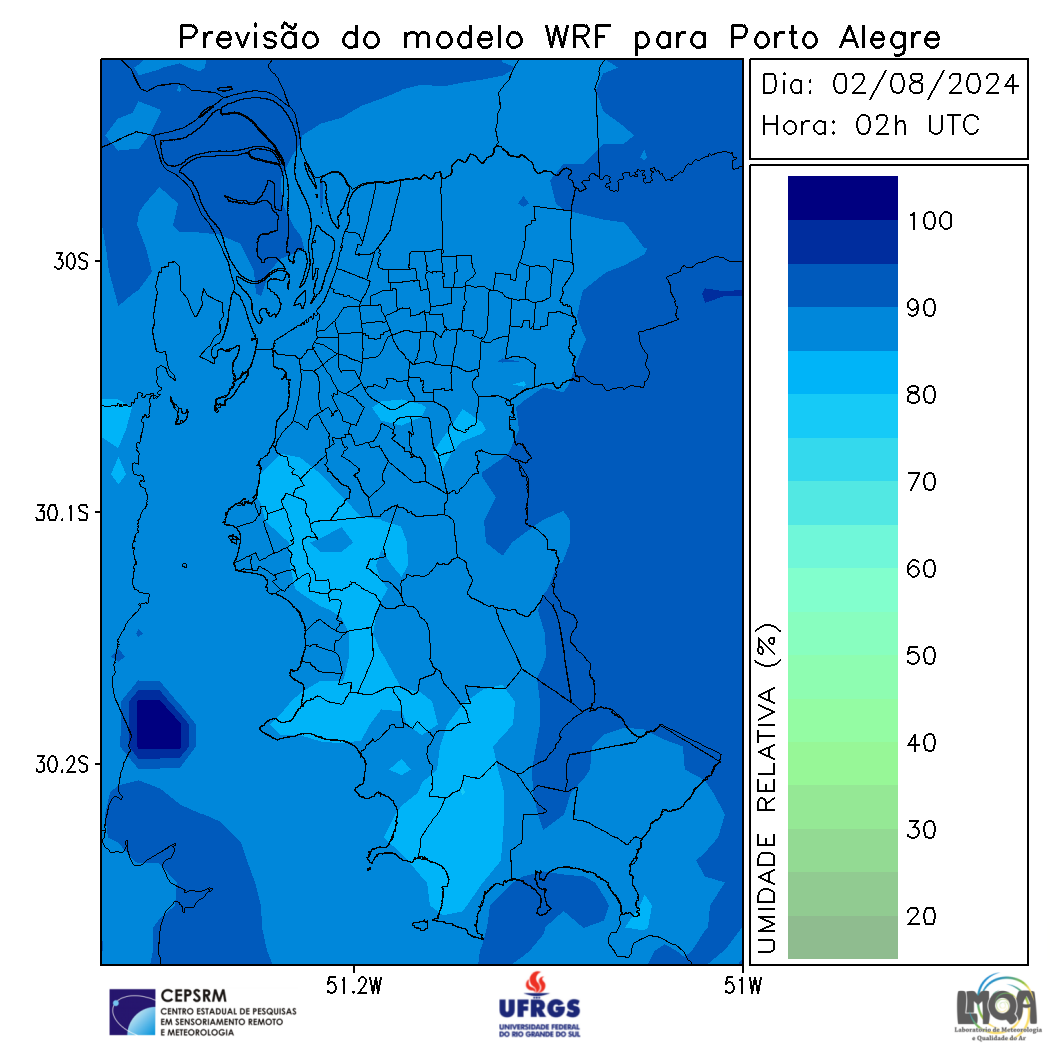 Previsão do modelo WRF para Porto Alegre
Dia: 02/08/2024
Hora: 02h UTC
100
90
80
70
60
50
40
30
20
UMIDADE RELATIVA (%)
30S
30.1S
30.2S
51.2W
51W
CEPSRM
CENTRO ESTADUAL DE PESQUISAS
EM SENSORIAMENTO REMOTO
E METEOROLOGIA
UFRGS
UNIVERSIDADE FEDERAL
DO RIO GRANDE DO SUL
LMQA
Laboratório de Meteorologia
e Qualidade do Ar